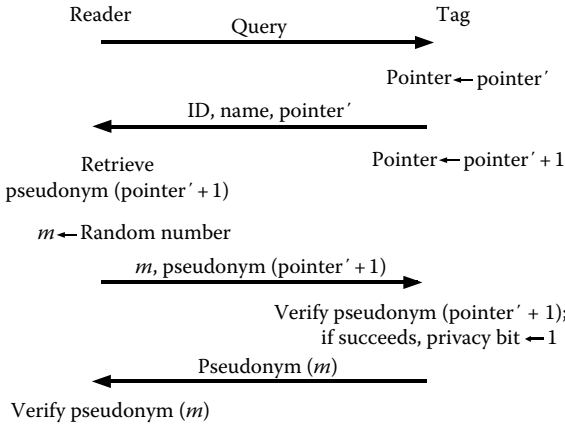 Reader Tag
Query
Pointer ← pointer′
ID, name, pointer′
Retrieve
pseudonym (pointer′ + 1)
Pointer ← pointer′ + 1
m ← Random number
m, pseudonym (pointer′ + 1)
Verify pseudonym (pointer′ + 1);
if succeeds, privacy bit ← 1
Pseudonym (m)
Verify pseudonym (m)